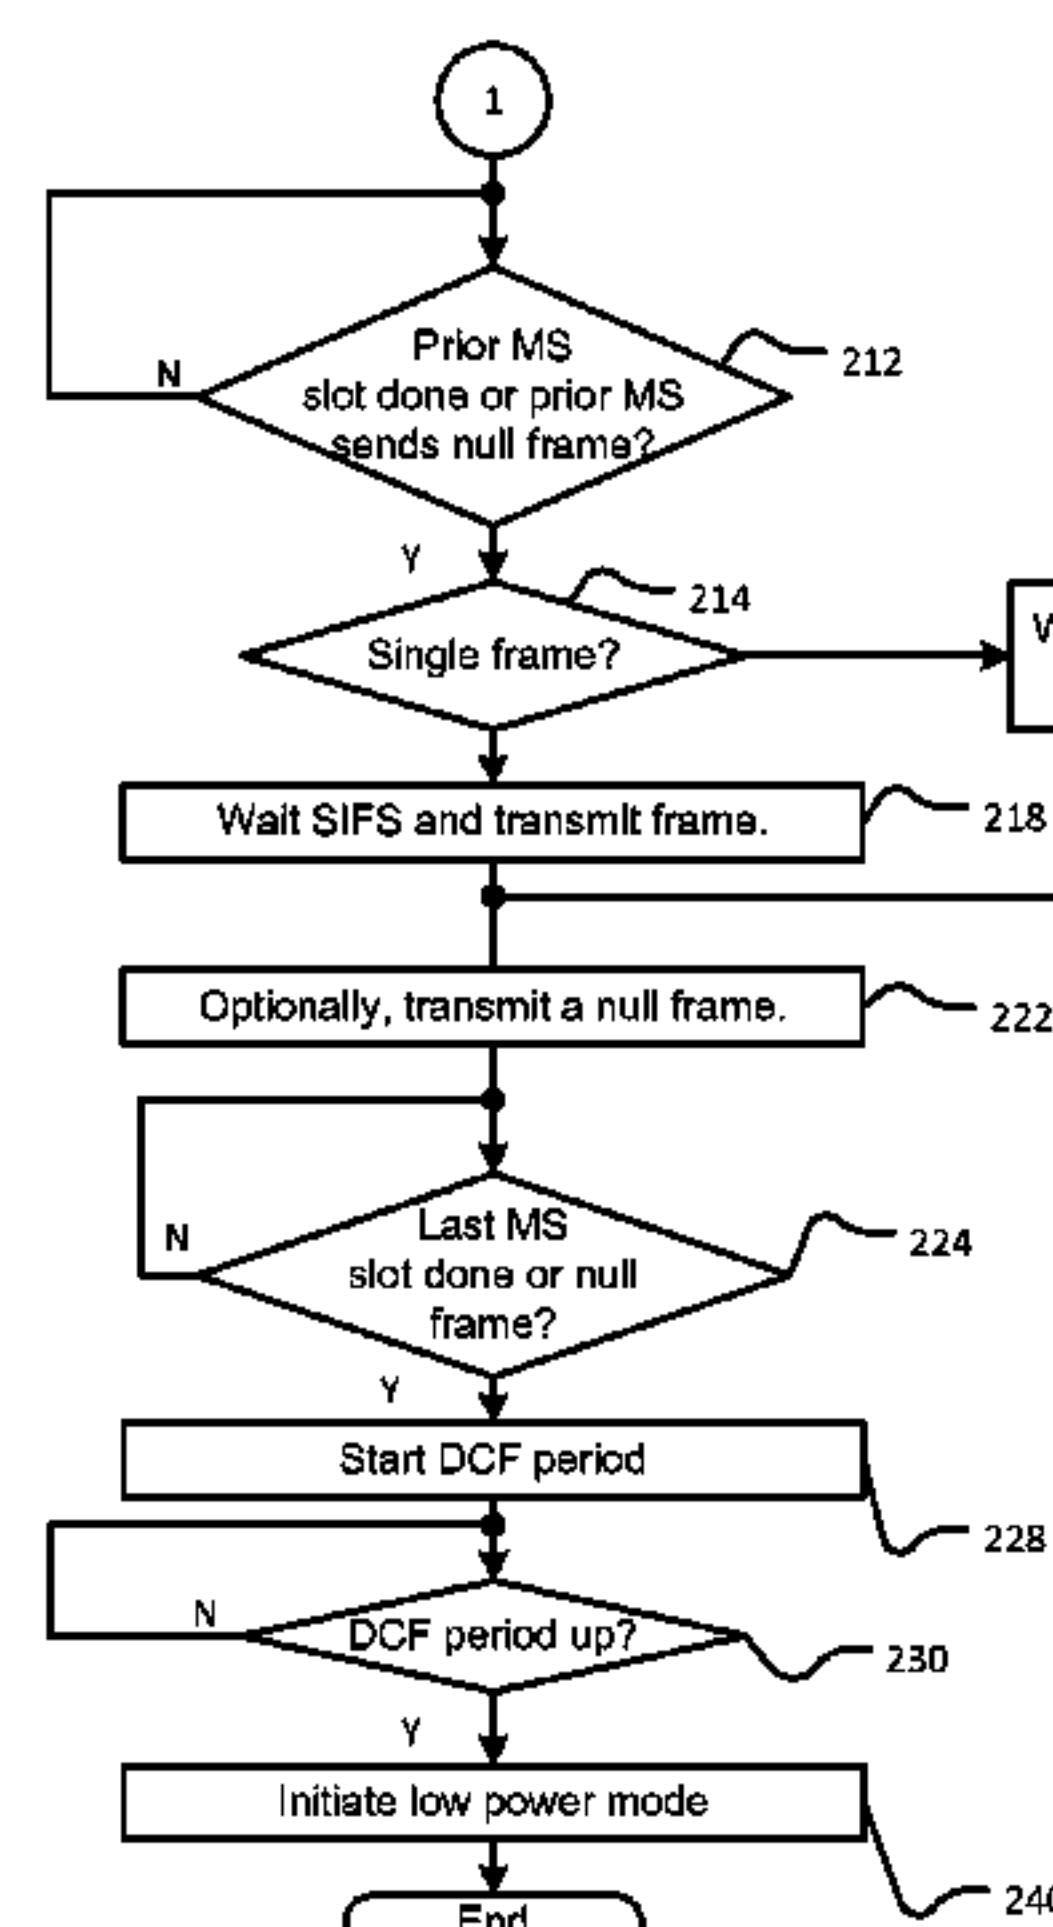 1
Prior MS
slot done or prior MS
sends null frame?
212
N
Y
214
Single frame?
Wait SIFS and transmit frame.
218
Optionally, transmit a null frame.
222
Last MS
slot done or null
frame?
224
N
Y
Start DCF period
228
DCF period up?
N
230
Y
Initiate low power mode
240
End